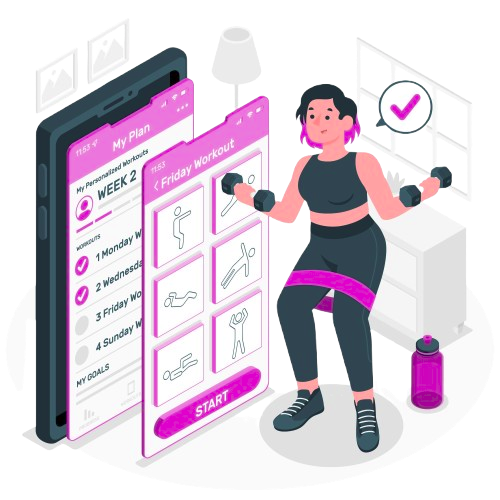 11:53
My Plan
My Personalized Workouts
WEEK 2
WORKOUTS
1 Monday W
2 Wednesda
3 Friday Wo
4 Sunday W
MY GOALS
11:53
Friday Workout
START